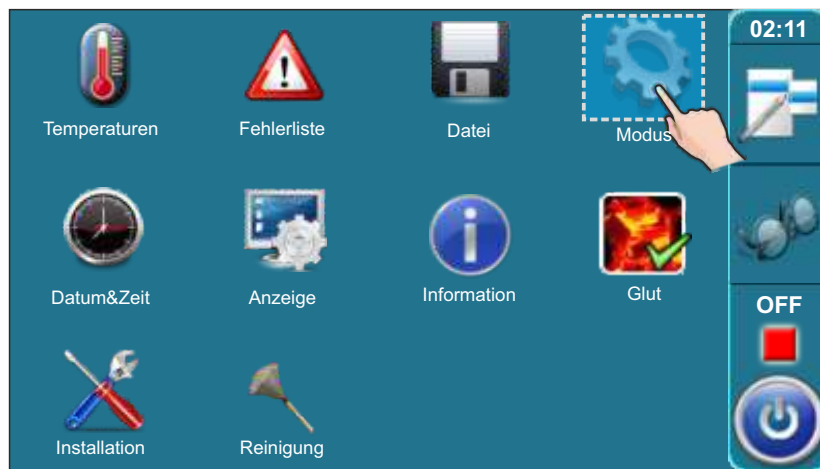 02:11
Temperaturen
Fehlerliste
Datei
Modus
Datum&Zeit
Anzeige
Information
Glut
OFF
Installation
Reinigung